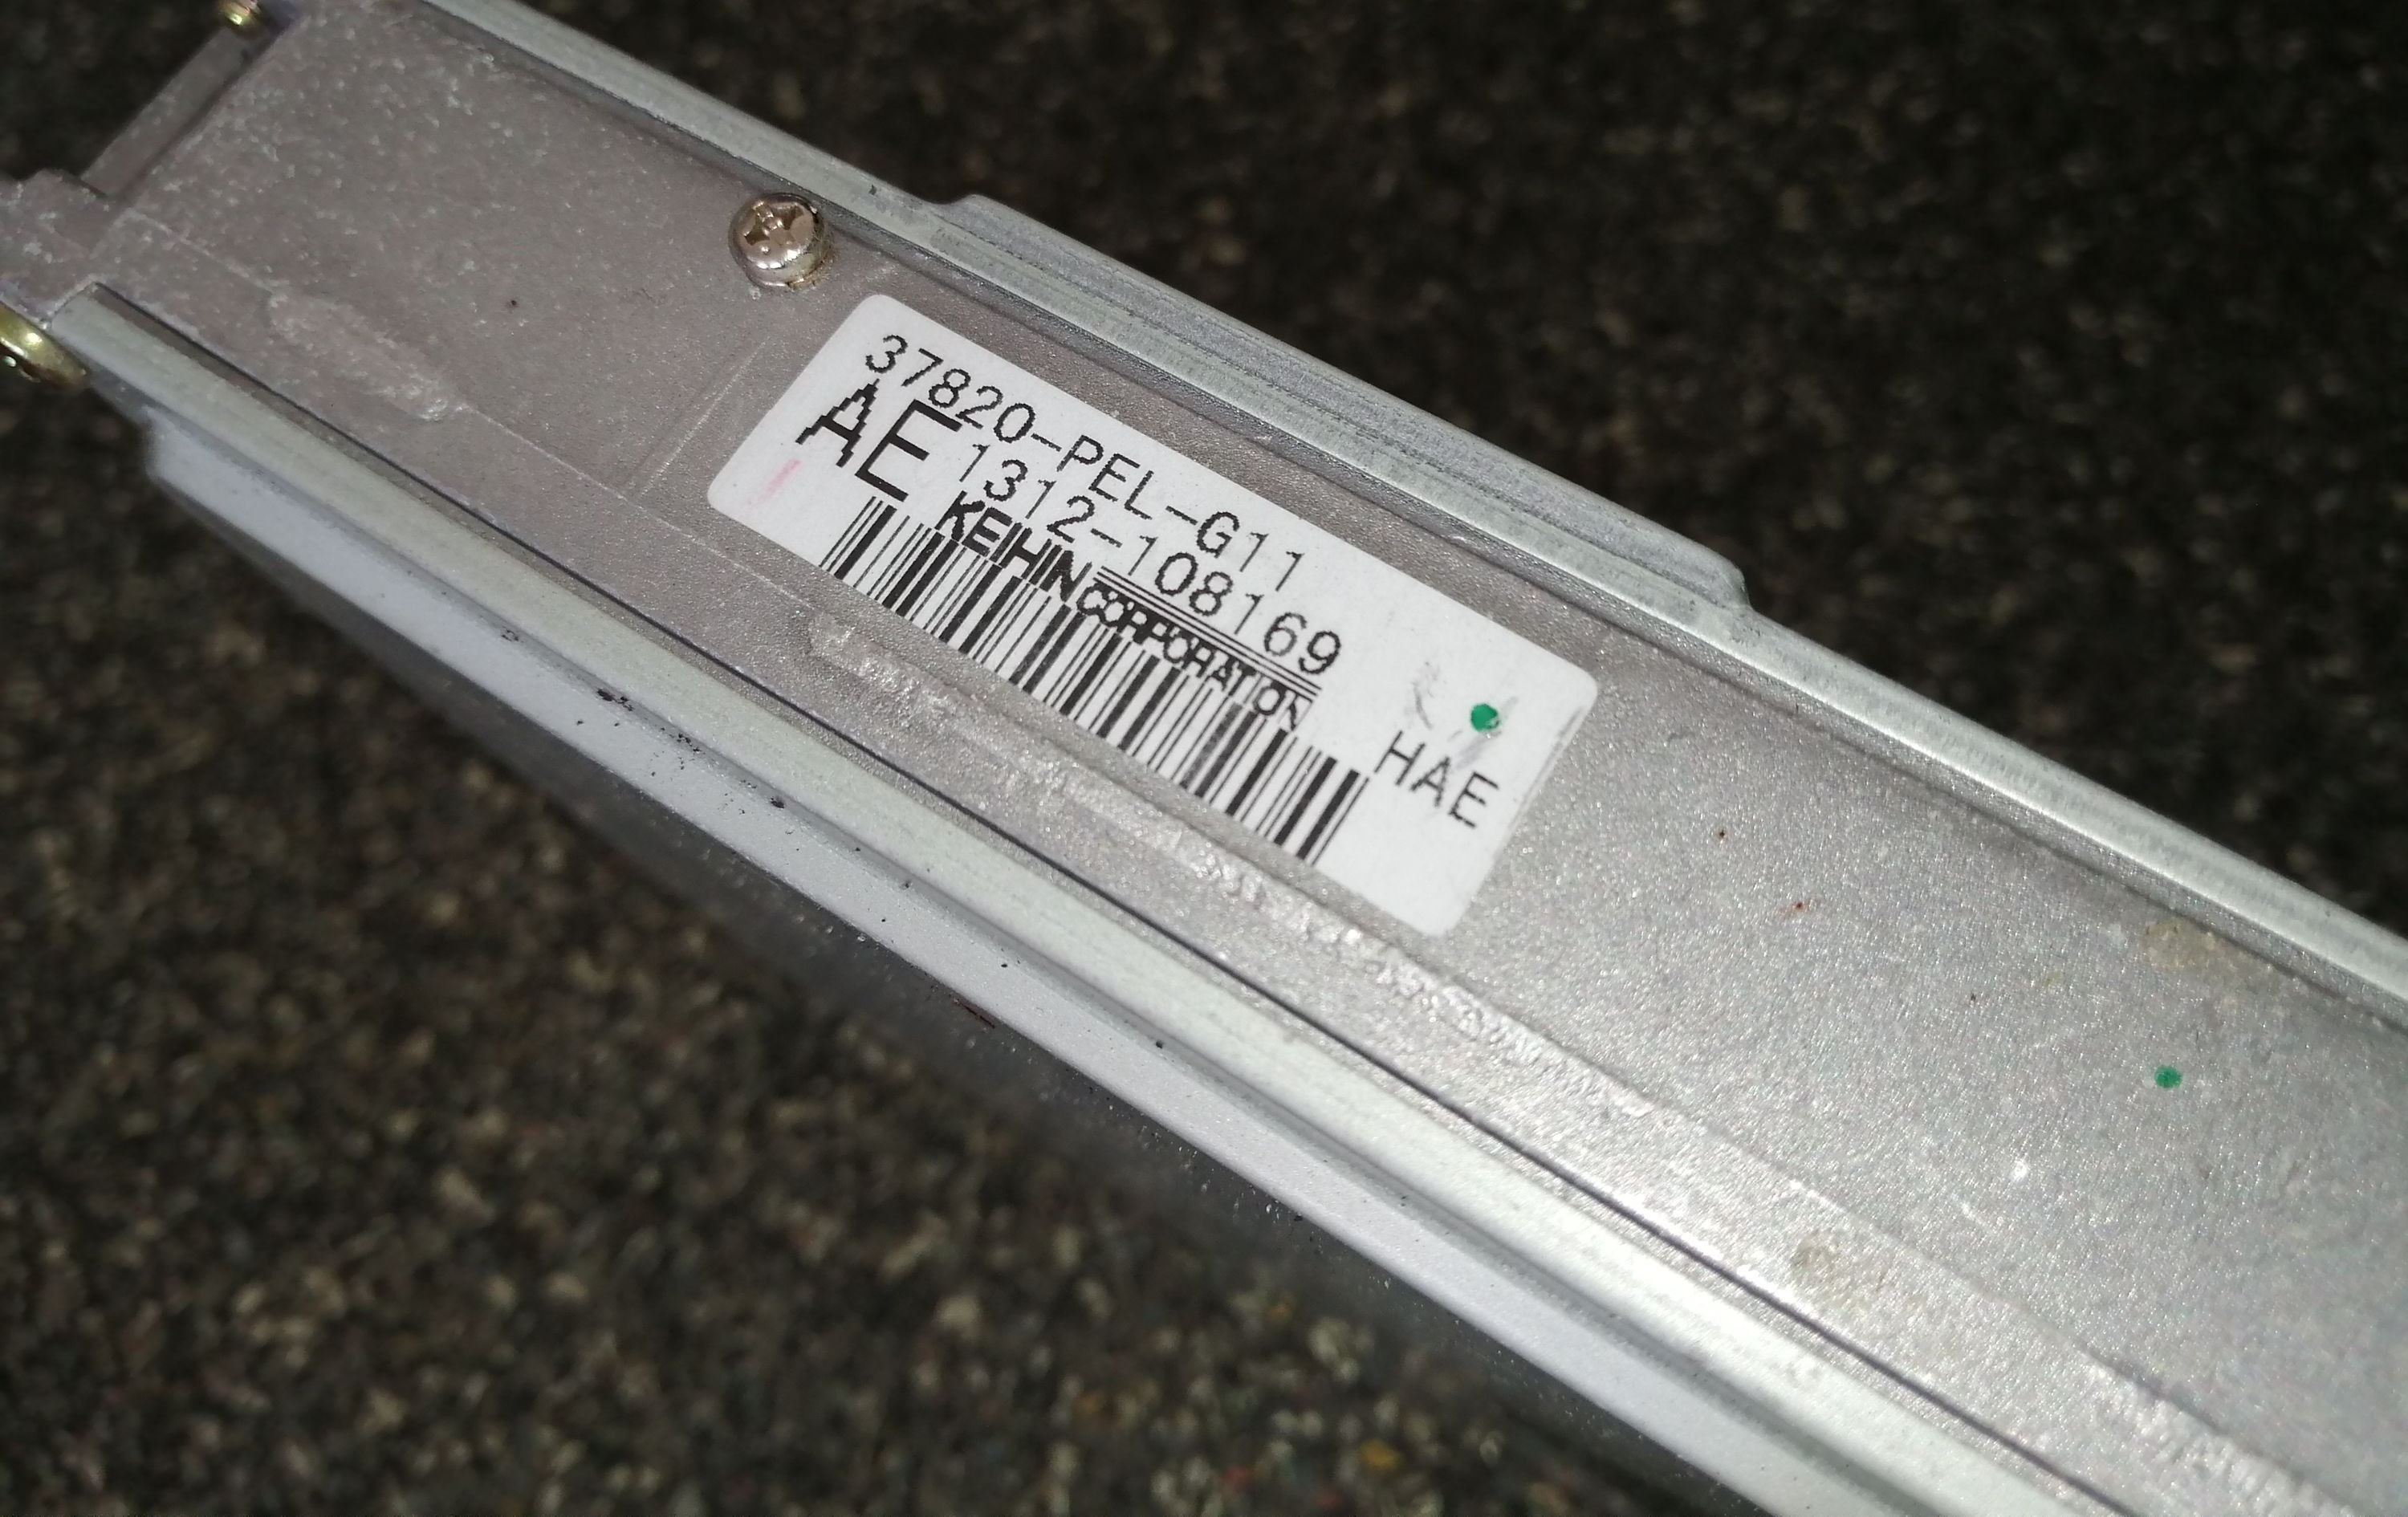 37820-PEL-G11
AE 1312-108169
KEIHIN CORPORATION
HAE